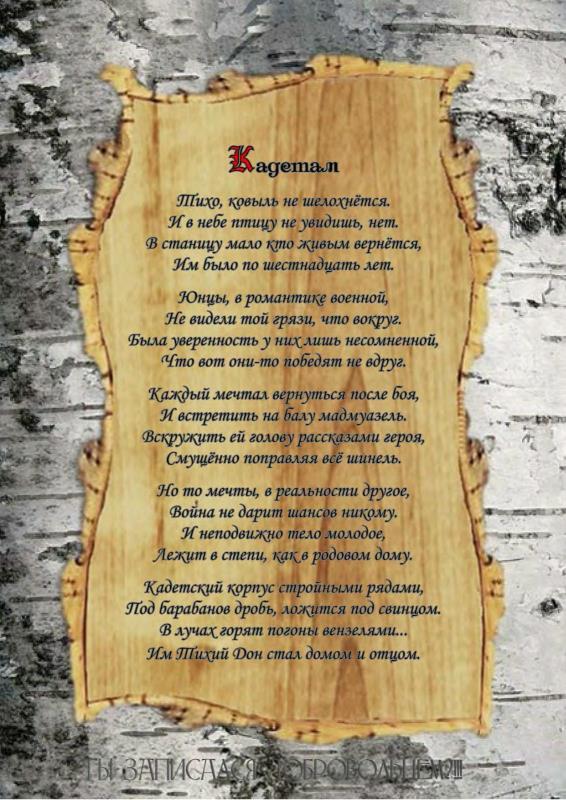 Кадетам
Тихо, ковыль не шелохнётся.
И в небе птицу не увидишь, нет.
В станицу мало кто живым вернётся,
Им было по шестнадцать лет.
Юнцы, в романтике военной,
Не видели той грязи, что вокруг.
Была уверенность у них лишь несомненной,
Что вот они-то победят не вдруг.
Каждый мечтал вернуться после боя,
И встретить на балу мадмуазель.
Вскружить ей голову рассказами героя,
Смущённо поправляя всё шинель.
Но то мечты, в реальности другое,
Война не дарит шансов никому.
И неподвижно тело молодое,
Лежит в степи, как в родовом дому.
Кадетский корпус стройными рядами,
Под барабанов дробь, ложится под свинцом.
В лучах горят погоны вензелями...
Им Тихий Дон стал домом и отцом.
ТЫ ЗАПИСАЛСЯ ДОБРОВОЛЬЦЕМ?!!!